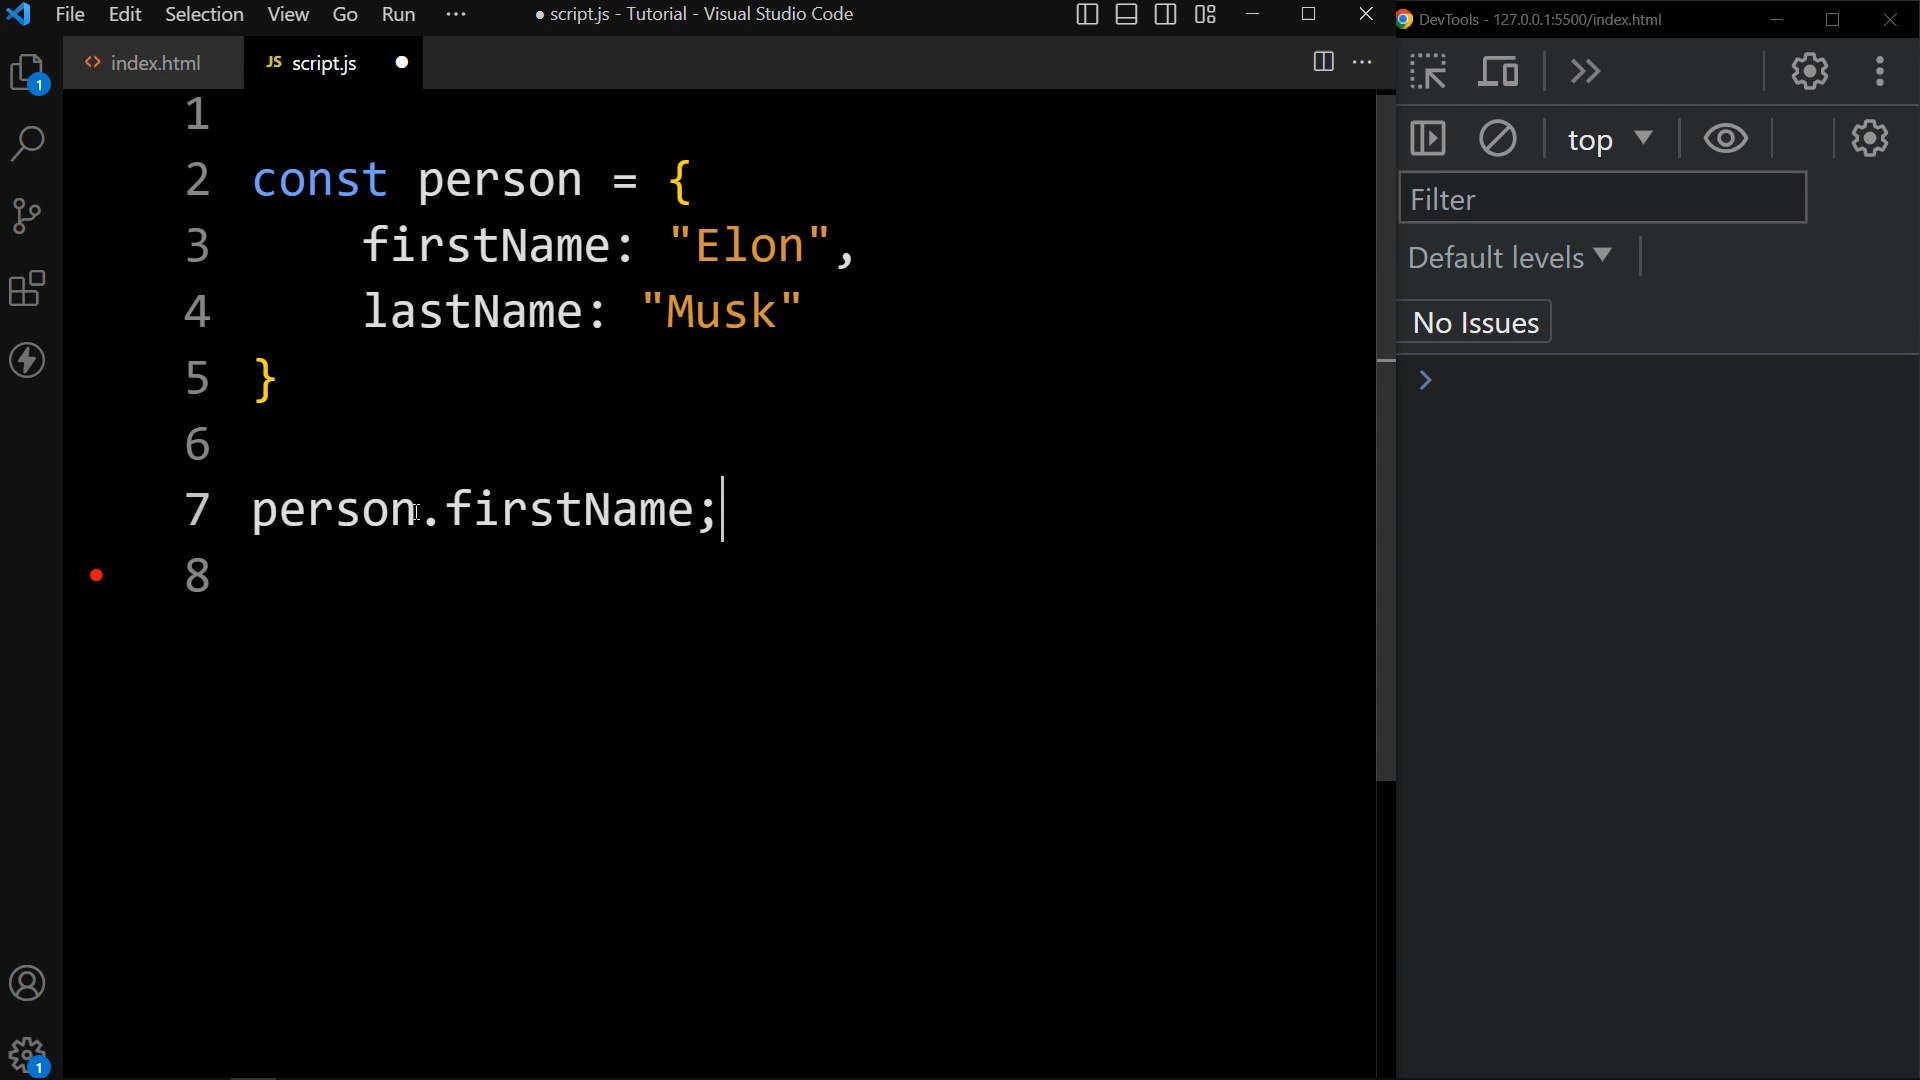 File Edit Selection View Go Run ··· ● script.js - Tutorial - Visual Studio Code
index.html
JS script.js
1
2 const person = {
3 firstName: "Elon",
4 lastName: "Musk"
5 }
6
7 person.firstName;
8
1
1
DevTools - 127.0.0.1:5500/index.html
top
Filter
Default levels
No Issues